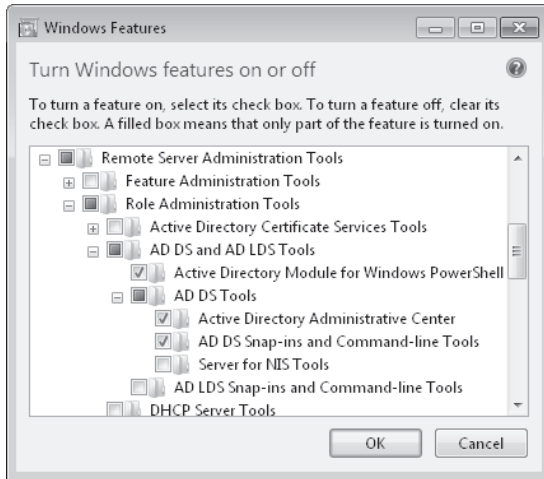 Windows Features
Turn Windows features on or off
To turn a feature on, select its check box. To turn a feature off, clear its
check box. A filled box means that only part of the feature is turned on.
Remote Server Administration Tools
Feature Administration Tools
Role Administration Tools
Active Directory Certificate Services Tools
AD DS and AD LDS Tools
Active Directory Module for Windows PowerShell
AD DS Tools
Active Directory Administrative Center
AD DS Snap-ins and Command-line Tools
Server for NIS Tools
AD LDS Snap-ins and Command-line Tools
DHCP Server Tools
OK
Cancel